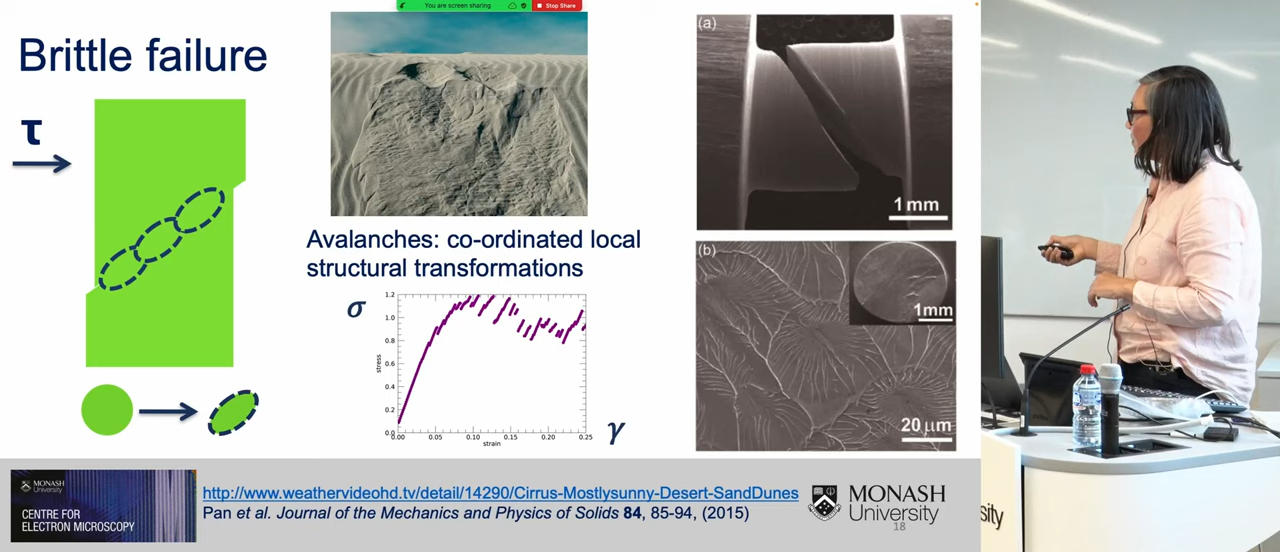 You are screen sharing
Stop Share
Brittle failure
τ
Avalanches: co-ordinated local
structural transformations
σ
stress
1.2
1.0
0.8
0.6
0.4
0.2
0.0
0.00
0.05
0.10
0.15
0.20
0.25
strain
γ
(a)
1 mm
(b)
1mm
20 μm
MONASH
University
CENTRE FOR
ELECTRON MICROSCOPY
http://www.weathervideohd.tv/detail/14290/Cirrus-Mostlysunny-Desert-SandDunes
Pan et al. Journal of the Mechanics and Physics of Solids 84, 85-94, (2015)
MONASH
University
18
sity